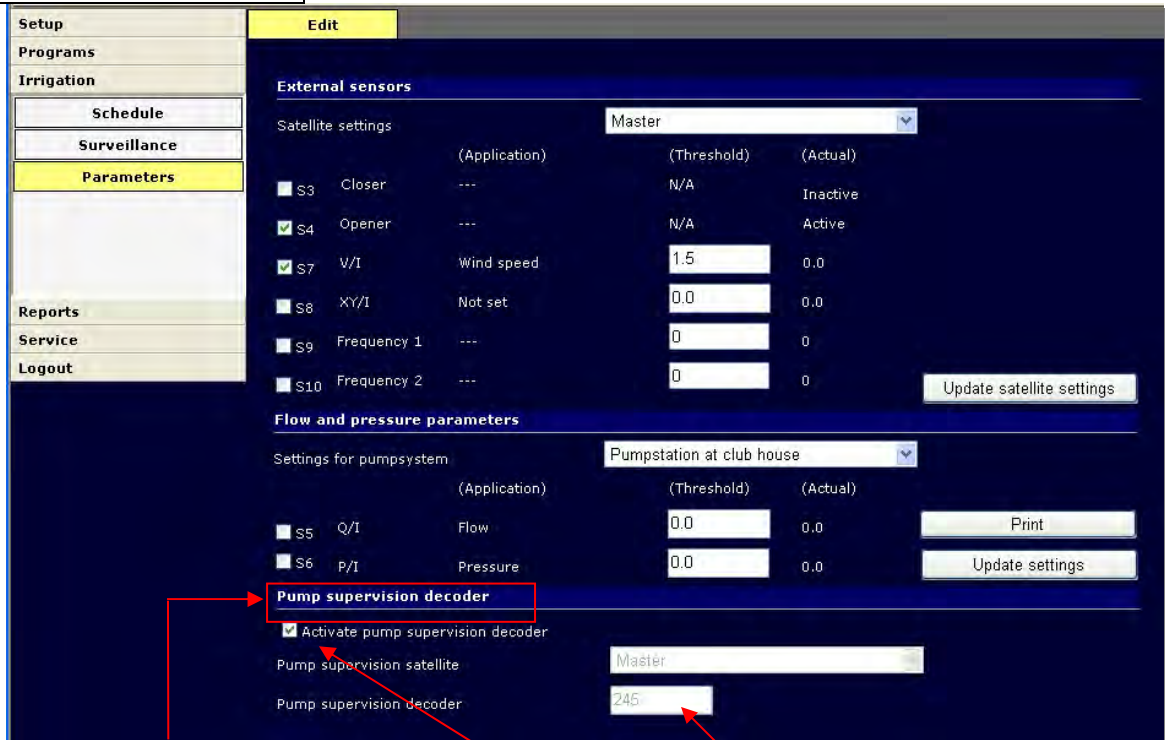 Setup
Programs
Irrigation
Schedule
Surveillance
Parameters
Reports
Service
Logout
Edit
External sensors
Satellite settings Master
(Application) (Threshold) (Actual)
S3 Closer --- N/A Inactive
S4 Opener --- N/A Active
S7 V/I Wind speed 1.5 0.0
S8 XY/I Not set 0.0 0.0
S9 Frequency 1 --- 0 0
S10 Frequency 2 --- 0 0 Update satellite settings
Flow and pressure parameters
Settings for pumpsystem Pumpstation at club house
(Application) (Threshold) (Actual)
S5 Q/I Flow 0.0 0.0 Print
S6 P/I Pressure 0.0 0.0 Update settings
Pump supervision decoder
Activate pump supervision decoder
Pump supervision satellite Master
Pump supervision decoder 245